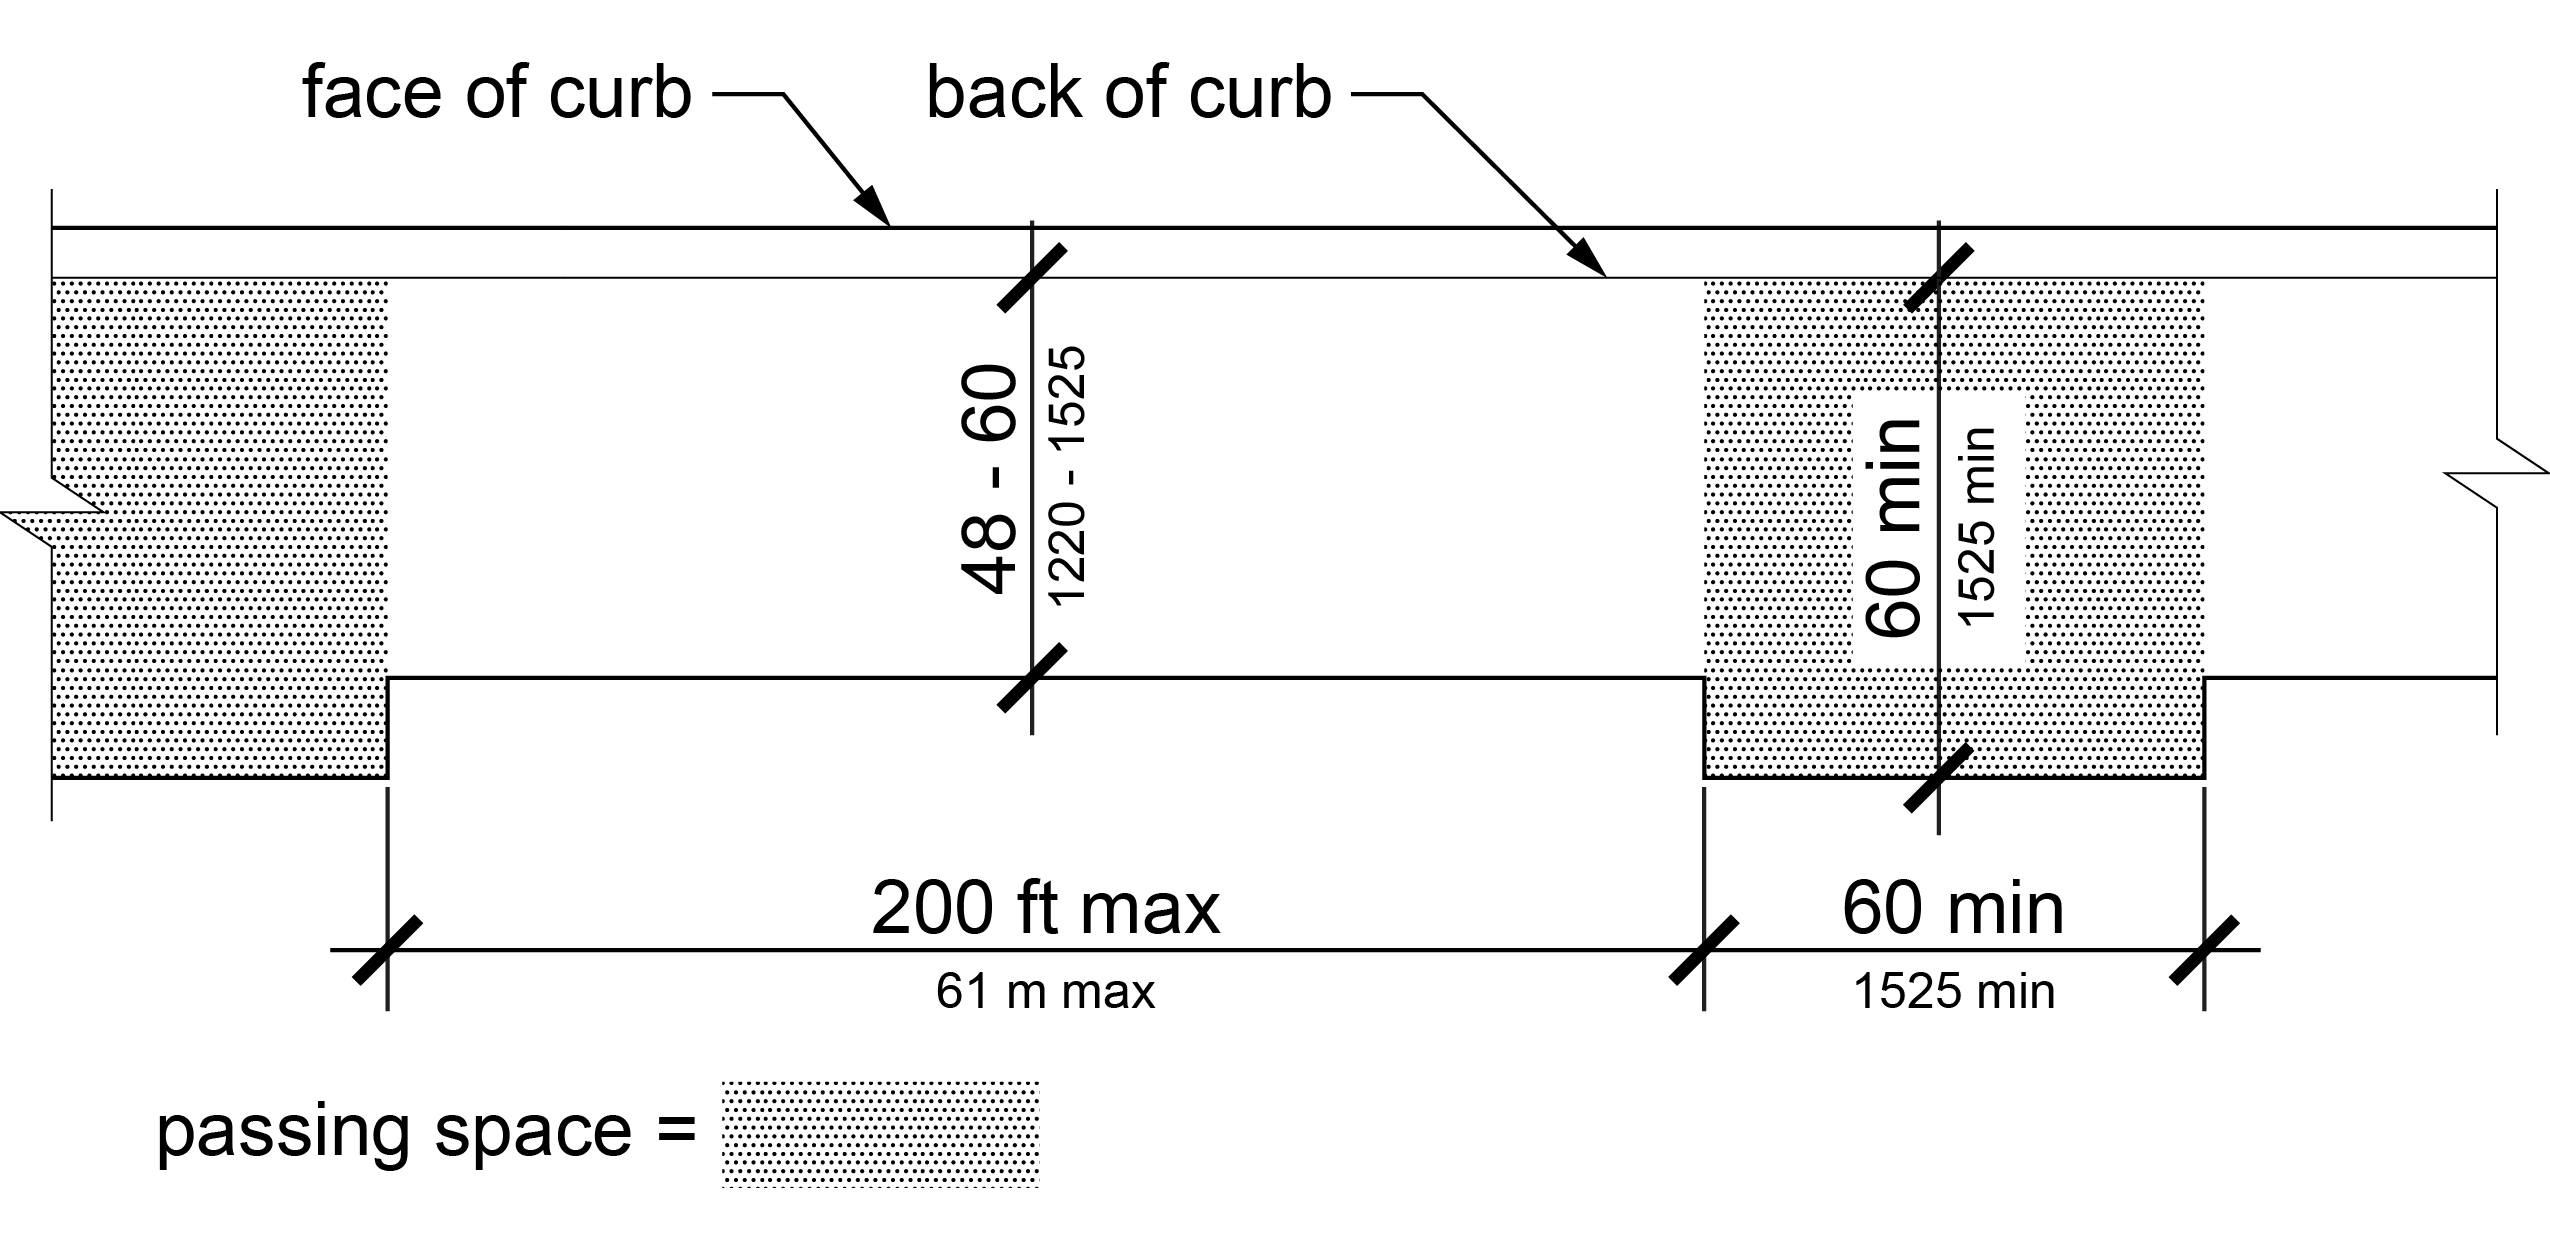 face of curb
back of curb
48 - 60
1220 - 1525
60 min
1525 min
200 ft max
61 m max
60 min
1525 min
passing space =